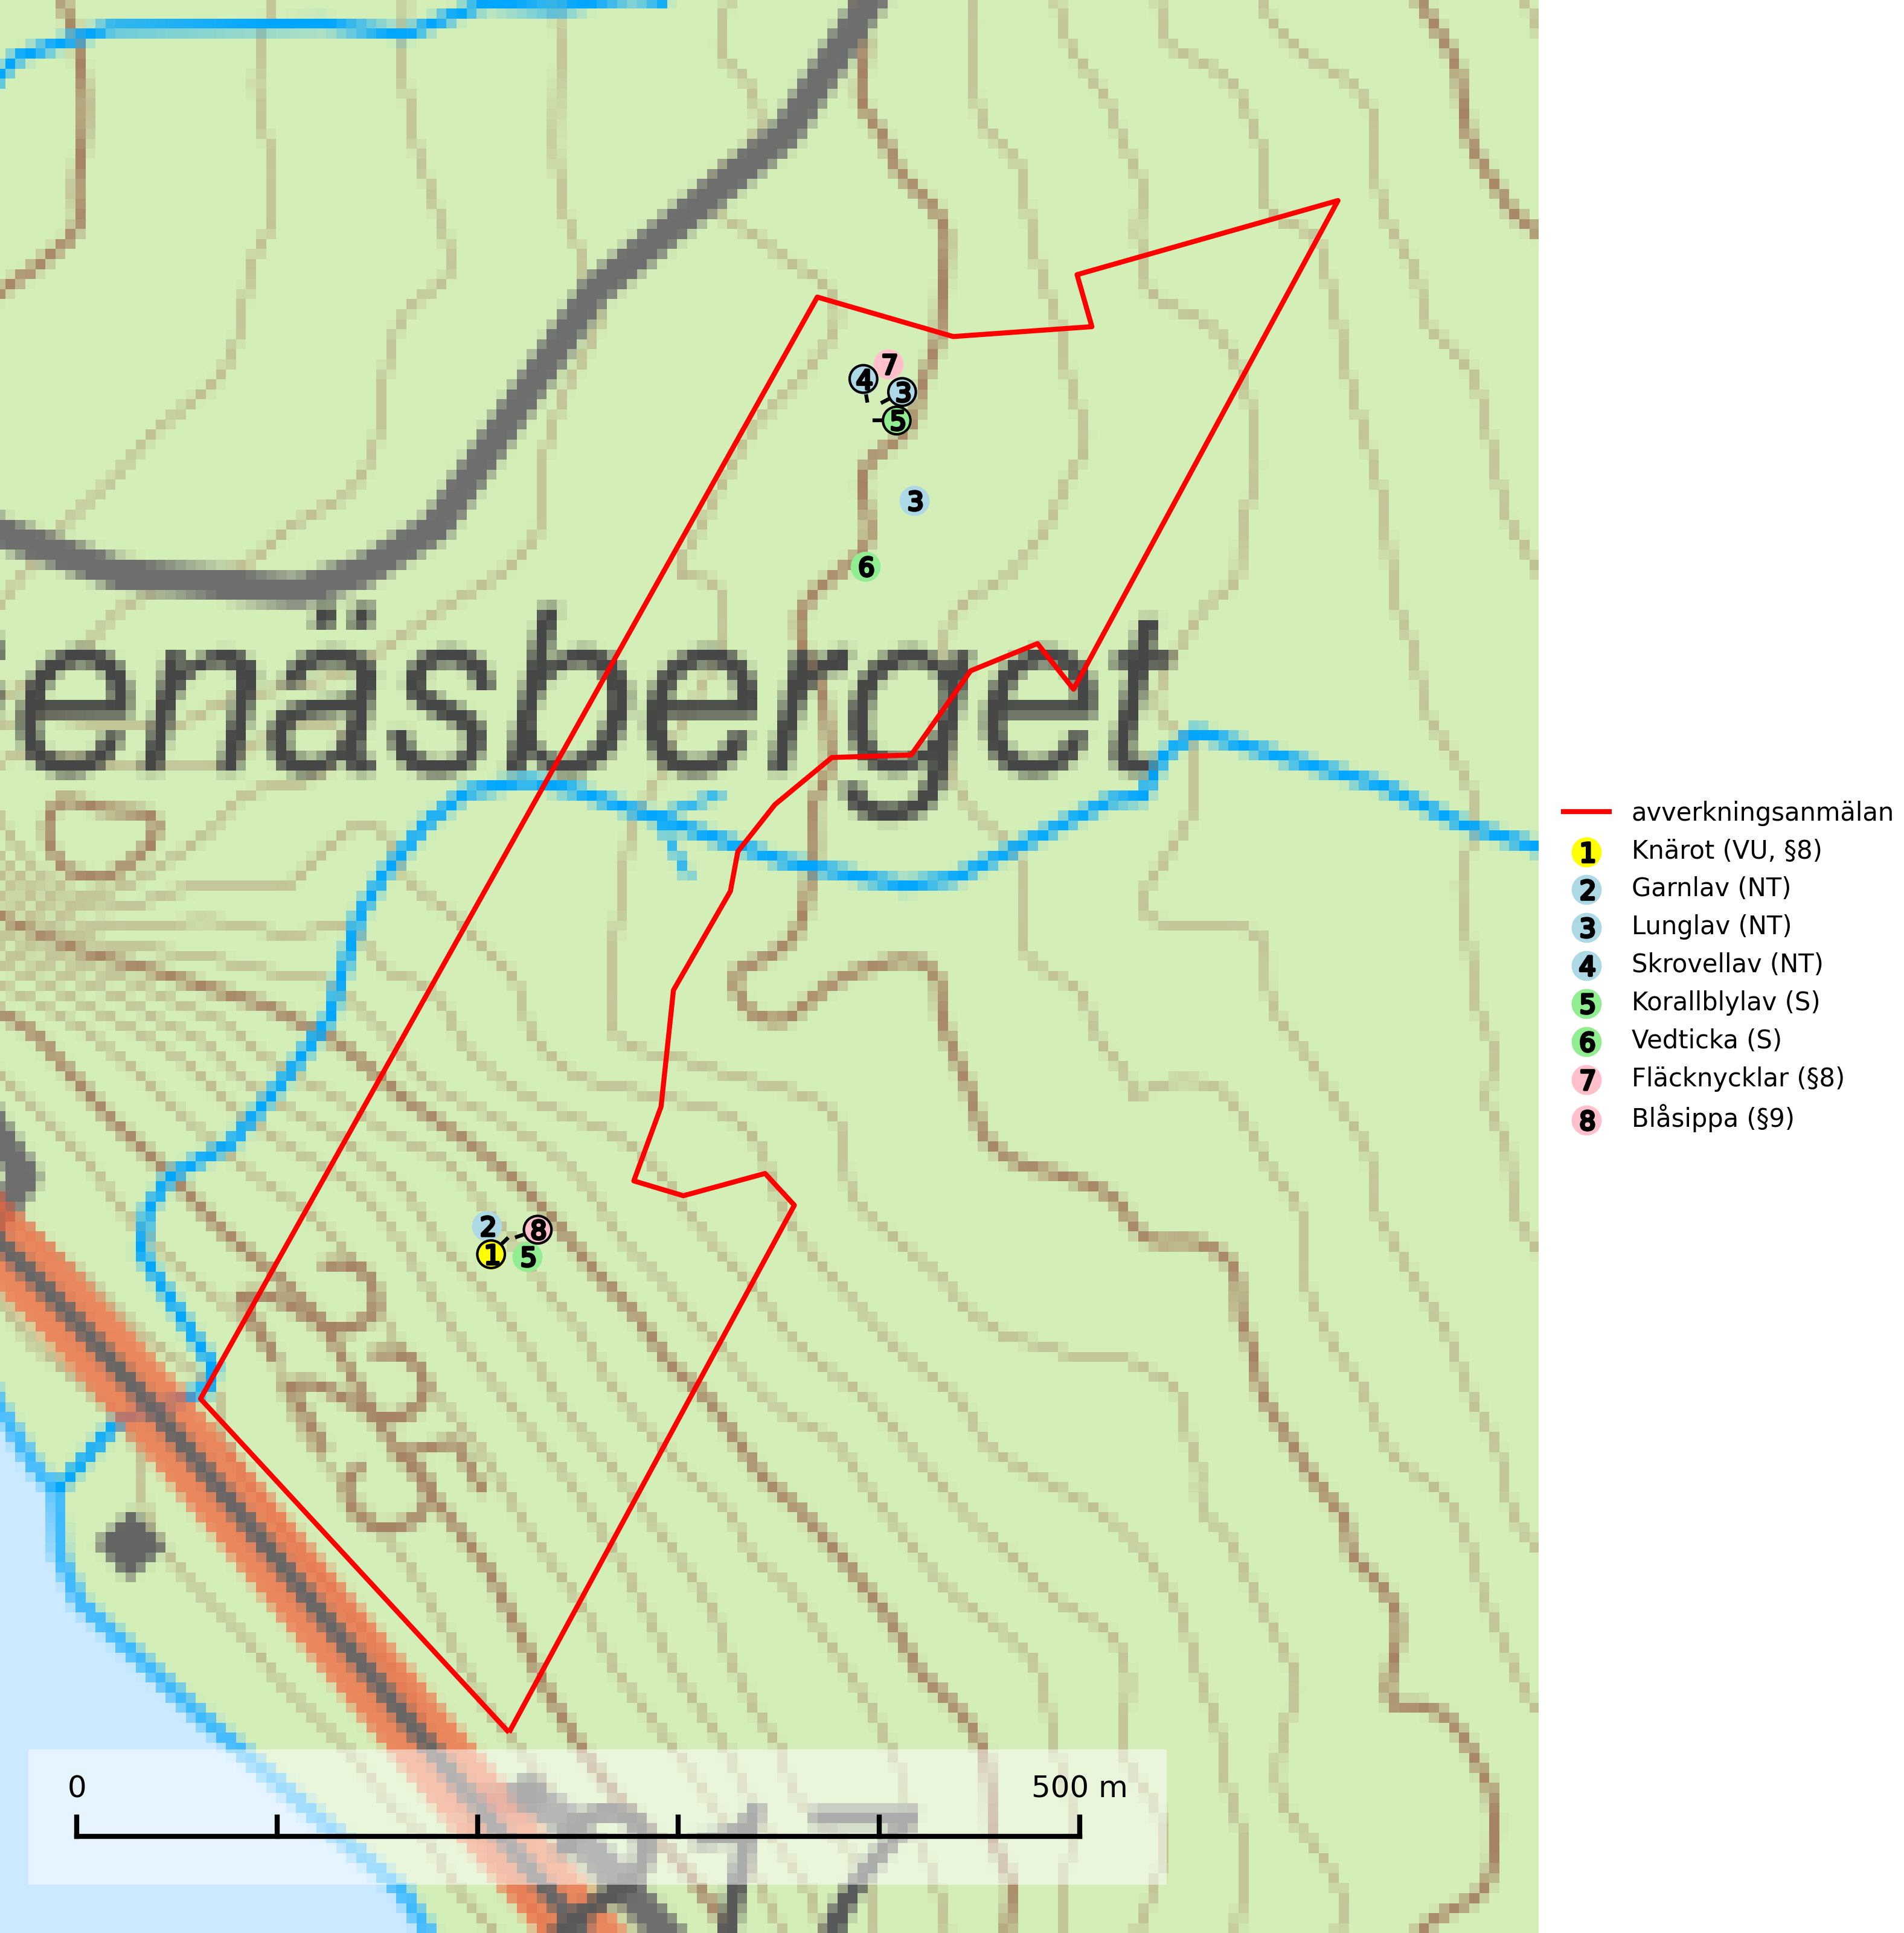 7
4
3
5
3
6
enäsberget
2
8
1
5
0
500 m
avverkningsanmälan
1 Knärot (VU, §8)
2 Garnlav (NT)
3 Lunglav (NT)
4 Skrovellav (NT)
5 Korallblylav (S)
6 Vedticka (S)
7 Fläcknycklar (§8)
8 Blåsippa (§9)